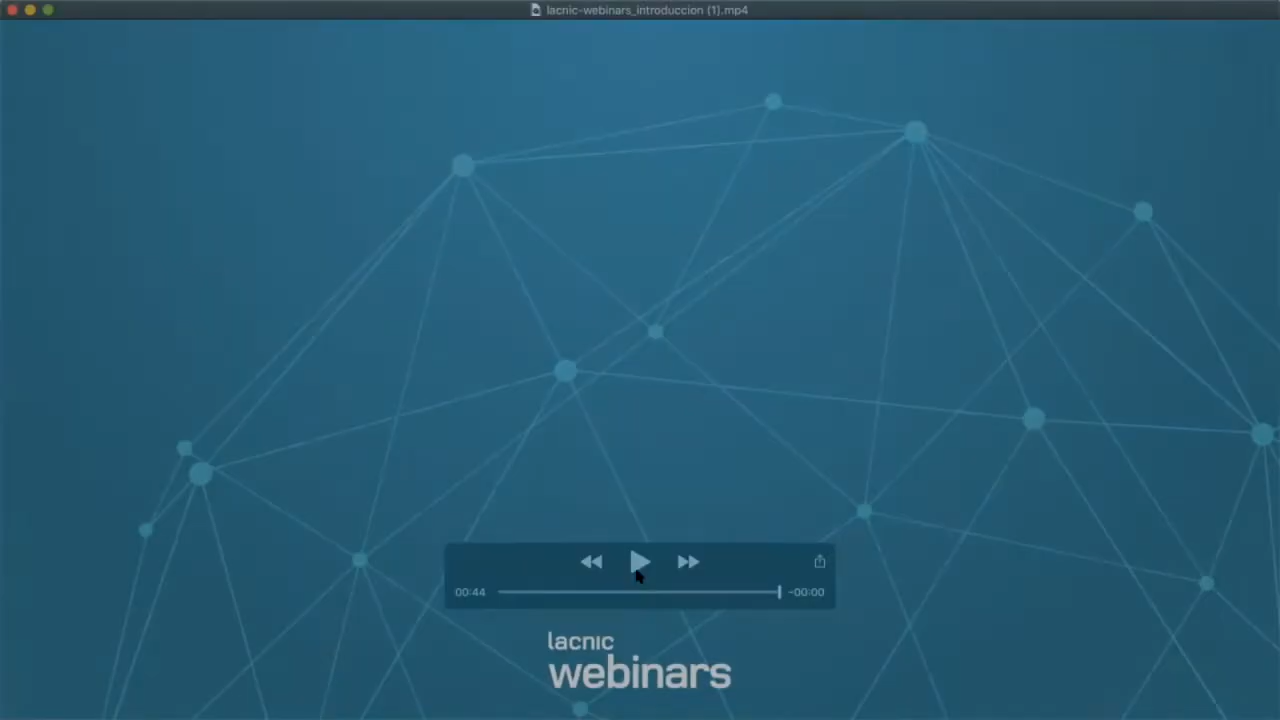 lacnic-webinars_introduccion (1).mp4
00:44
-00:00
lacnic
webinars